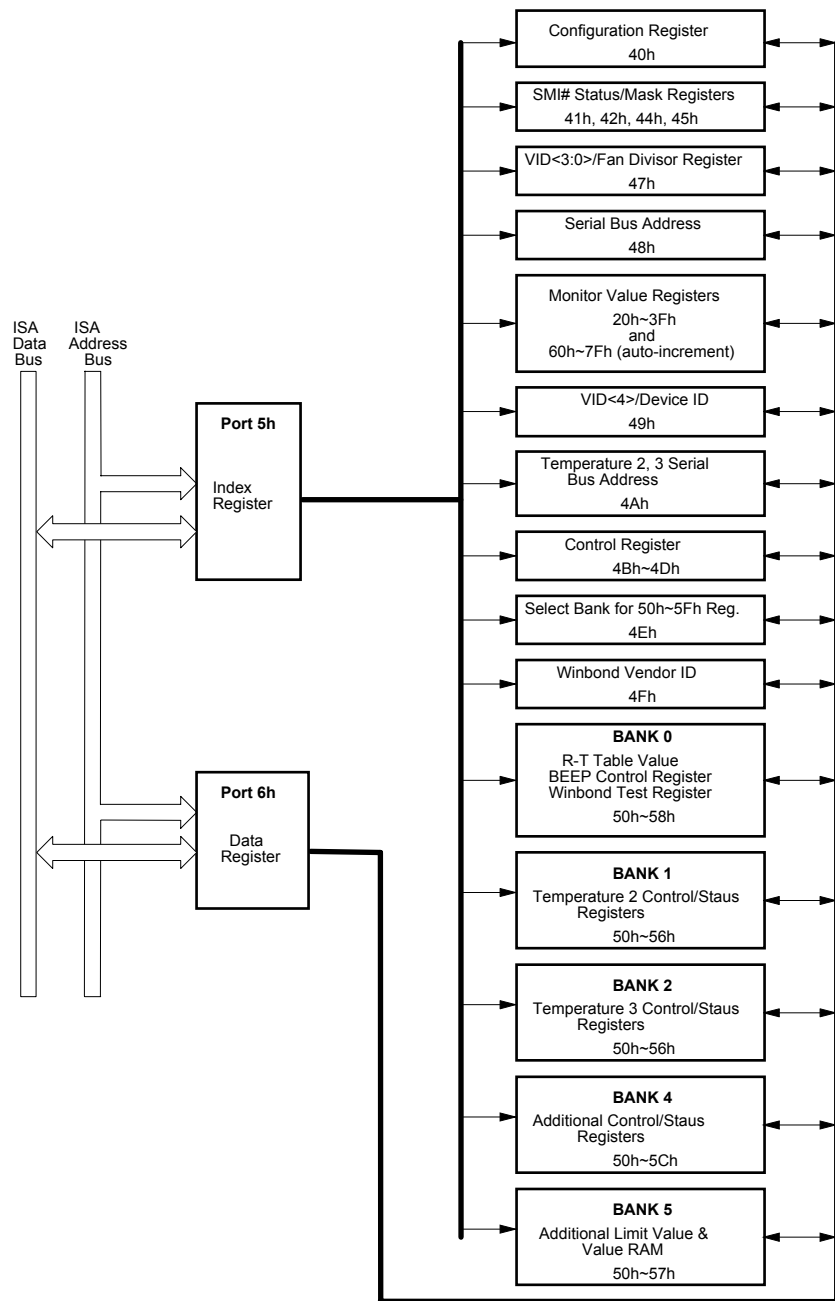 ISA
Data
Bus
ISA
Address
Bus
Port 5h
Index
Register
Port 6h
Data
Register
Configuration Register
40h
SMI# Status/Mask Registers
41h, 42h, 44h, 45h
VID<3:0>/Fan Divisor Register
47h
Serial Bus Address
48h
Monitor Value Registers
20h~3Fh
and
60h~7Fh (auto-increment)
VID<4>/Device ID
49h
Temperature 2, 3 Serial
Bus Address
4Ah
Control Register
4Bh~4Dh
Select Bank for 50h~5Fh Reg.
4Eh
Winbond Vendor ID
4Fh
BANK 0
R-T Table Value
BEEP Control Register
Winbond Test Register
50h~58h
BANK 1
Temperature 2 Control/Staus
Registers
50h~56h
BANK 2
Temperature 3 Control/Staus
Registers
50h~56h
BANK 4
Additional Control/Staus
Registers
50h~5Ch
BANK 5
Additional Limit Value &
Value RAM
50h~57h